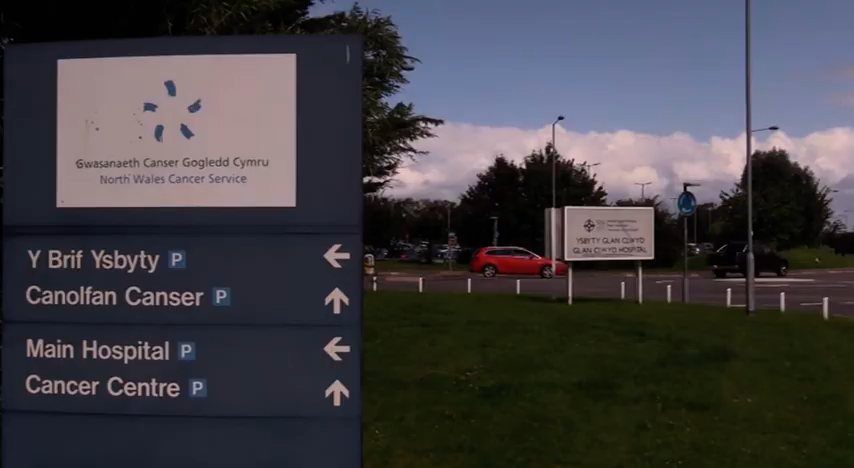 Gwasanaeth Canser Gogledd Cymru
North Wales Cancer Service
Y Brif Ysbyty P
Canolfan Canser P
Main Hospital P
Cancer Centre P
YSBYTY GLAN CLWYD
GLAN CLWYD HOSPITAL